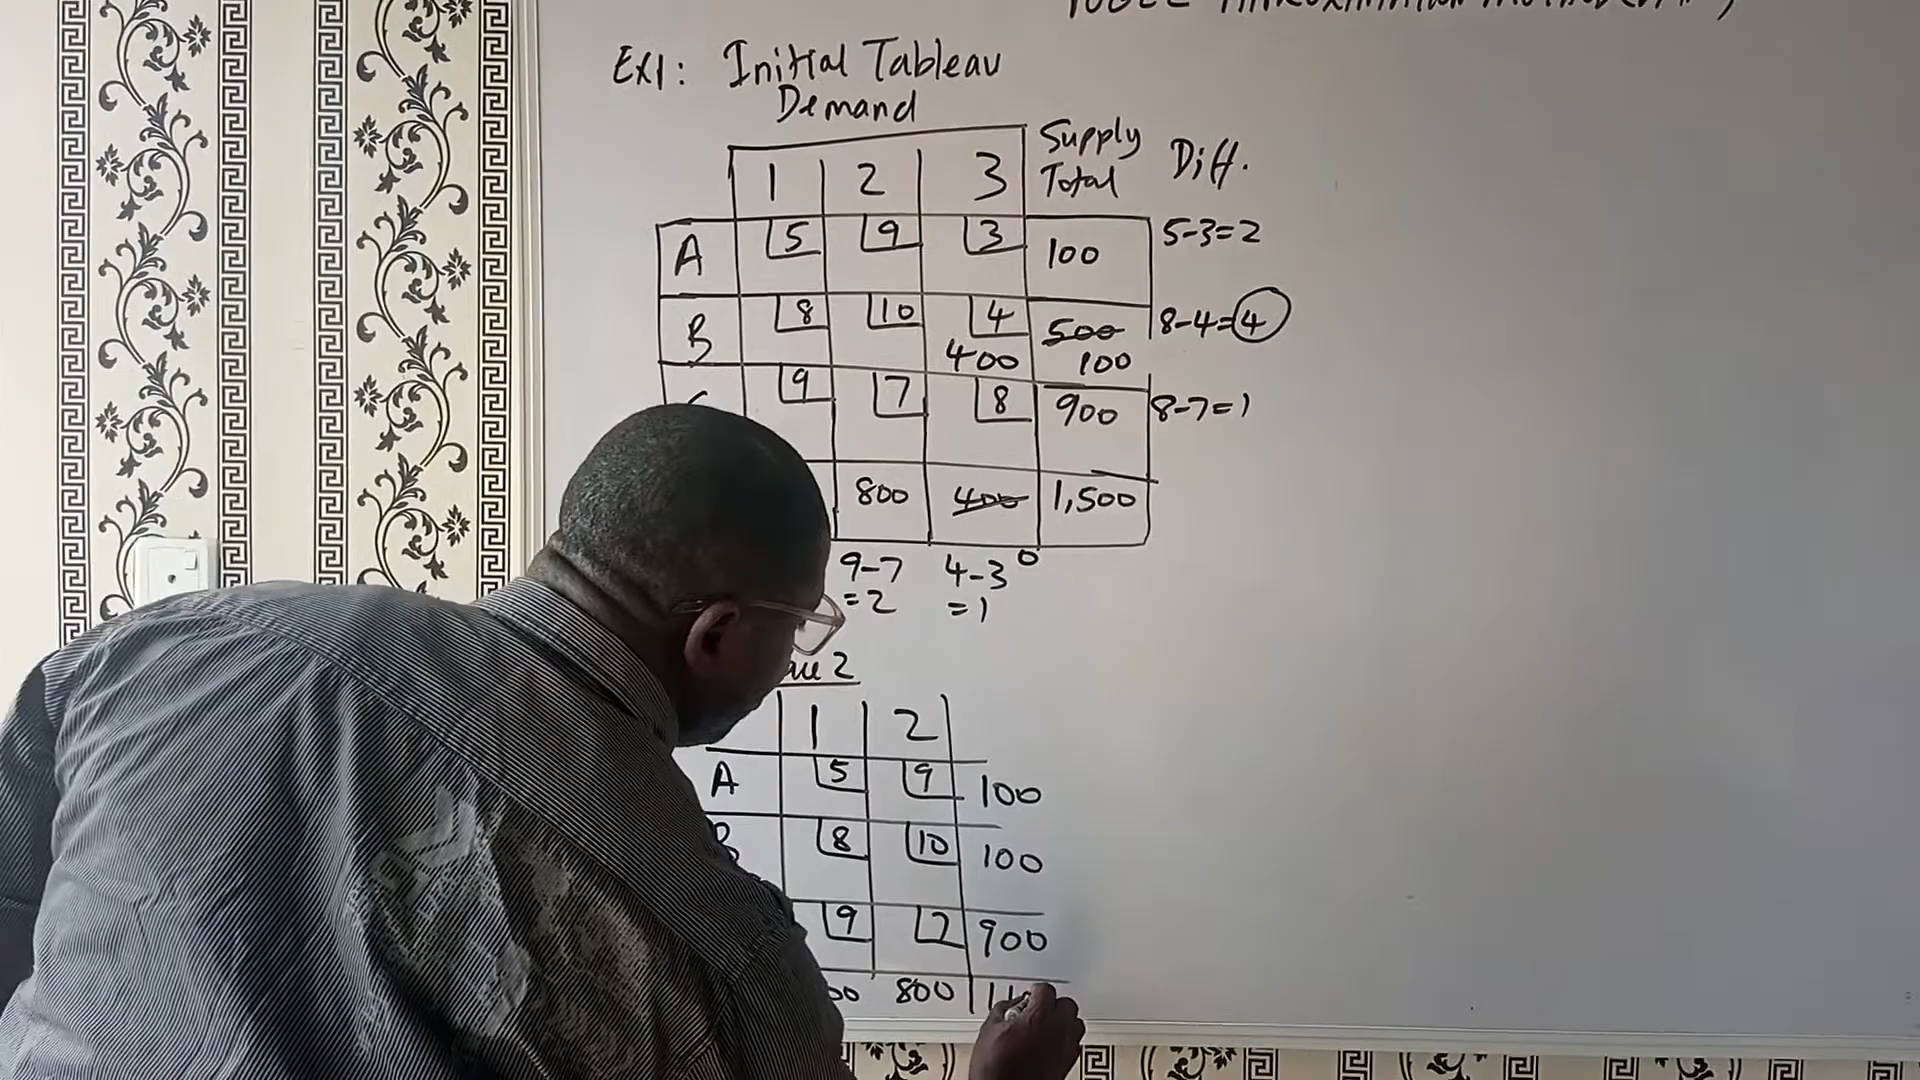 Ex1: Initial Tableau
Demand
1 2 3 Supply Total Diff.
A 5 9 3 100 5-3=2
B 8 10 4 500 8-4=4
400 100
9 7 8 900 8-7=1
800 400 1,500
9-7 4-3 0
=2 =1
2
1 2
A 5 9 100
B 8 10 100
9 7 900
00 800